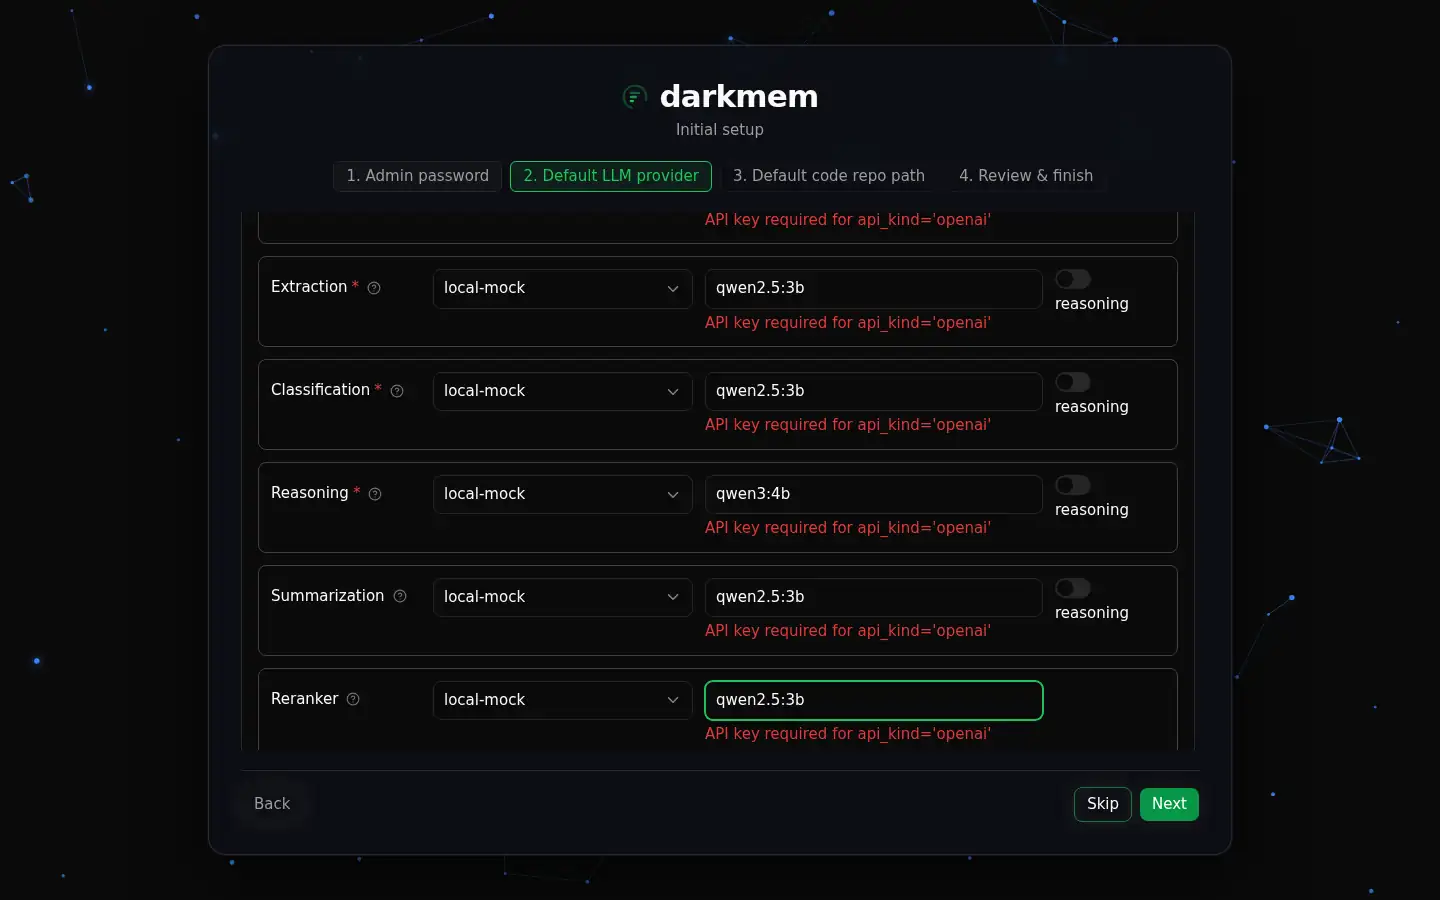 darkmem
Initial setup
1. Admin password
2. Default LLM provider
3. Default code repo path
4. Review & finish
API key required for api_kind='openai'
Extraction *
local-mock
qwen2.5:3b
reasoning
API key required for api_kind='openai'
Classification *
local-mock
qwen2.5:3b
reasoning
API key required for api_kind='openai'
Reasoning *
local-mock
qwen3:4b
reasoning
API key required for api_kind='openai'
Summarization
local-mock
qwen2.5:3b
reasoning
API key required for api_kind='openai'
Reranker
local-mock
qwen2.5:3b
API key required for api_kind='openai'
Back
Skip
Next